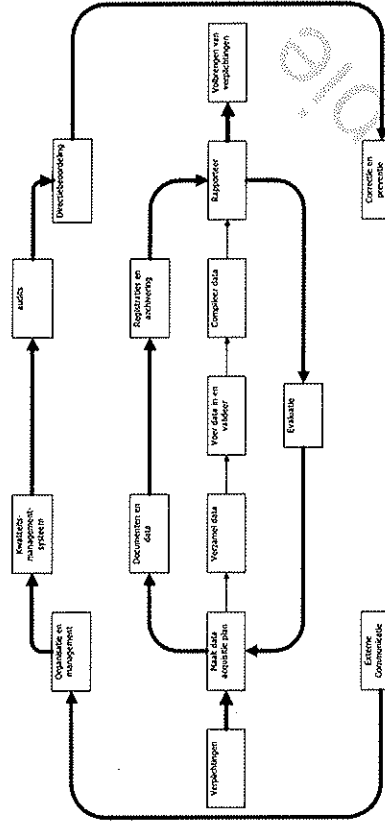 Organisatie en
management
Kwaliteits-
management-
systeem
audits
Directiebeoordeling
Documenten en
data
Registraties en
archivering
Verplichtingen
Maak data
acquisitie plan
Verzamel data
Voer data in en
valideer
Compileer data
Rapporteer
Volbrengen van
verplichtingen
Evaluatie
Externe
Communicatie
Correctie en
preventie